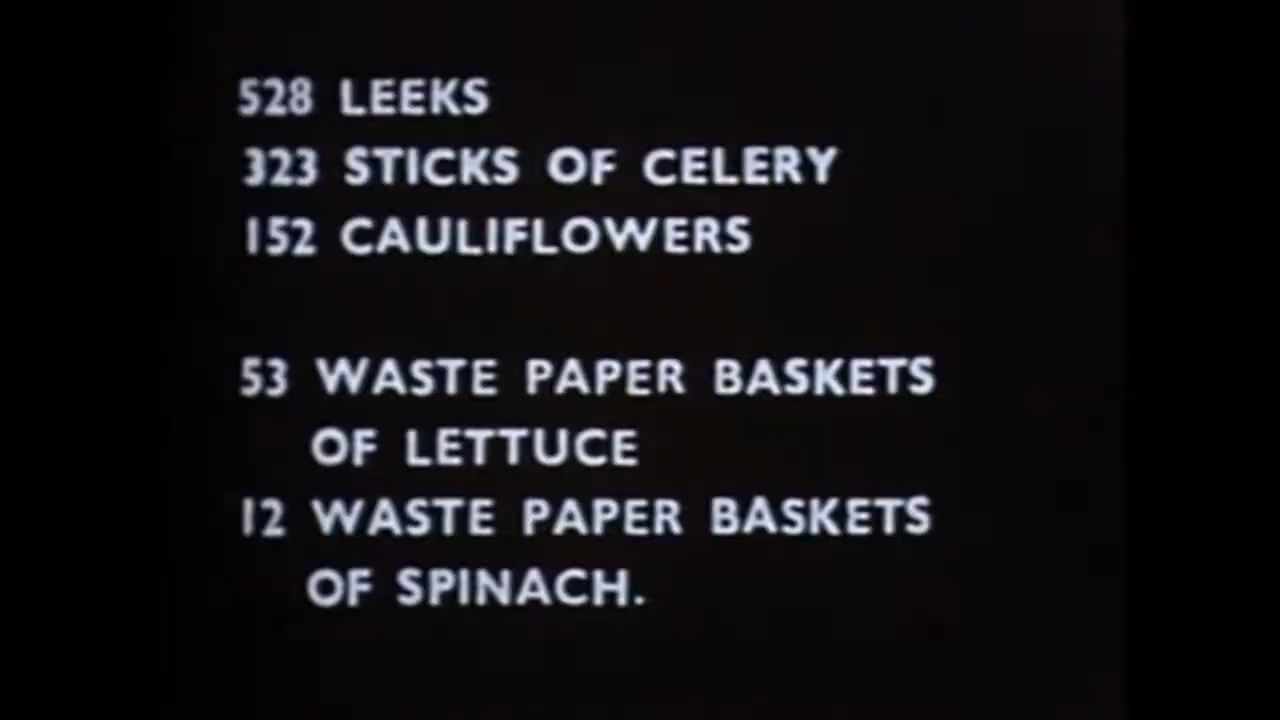 528 LEEKS
323 STICKS OF CELERY
152 CAULIFLOWERS
53 WASTE PAPER BASKETS
OF LETTUCE
12 WASTE PAPER BASKETS
OF SPINACH.